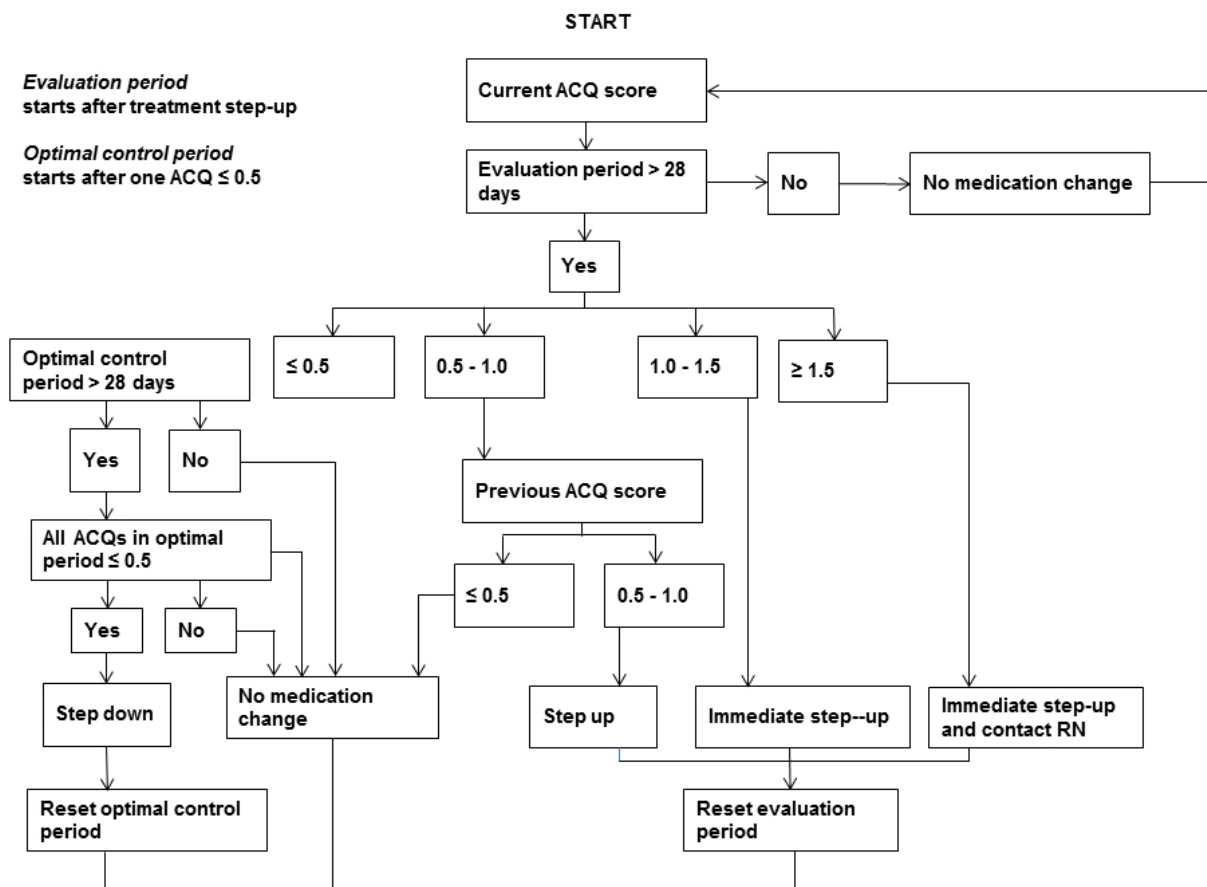 START
Evaluation period
starts after treatment step-up
Optimal control period
starts after one ACQ ≤ 0.5
Current ACQ score
Evaluation period > 28
days
No
No medication change
Yes
Optimal control
period > 28 days
≤ 0.5
0.5 - 1.0
1.0 - 1.5
≥ 1.5
Yes
No
Previous ACQ score
All ACQs in optimal
period ≤ 0.5
≤ 0.5
0.5 - 1.0
Yes
No
Step down
No medication
change
Step up
Immediate step--up
Immediate step-up
and contact RN
Reset optimal control
period
Reset evaluation
period